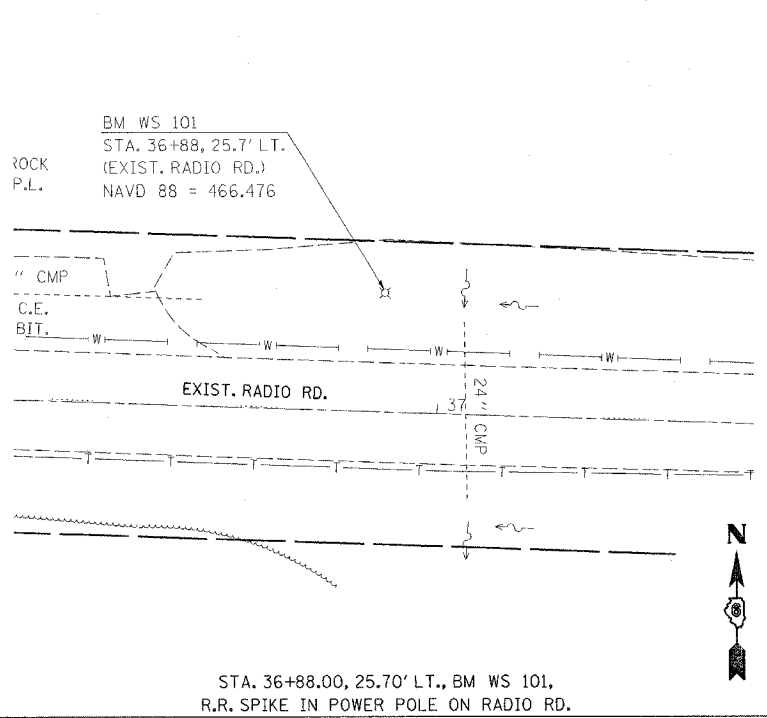 BM WS 101
STA. 36+88, 25.7' LT.
(EXIST. RADIO RD.)
NAVD 88 = 466.476
ROCK
P.L.
" CMP
C.E.
BIT.
W W W W
EXIST. RADIO RD.
37
24" CMP
T T T T T T T T T
N
6
STA. 36+88.00, 25.70' LT., BM WS 101,
R.R. SPIKE IN POWER POLE ON RADIO RD.